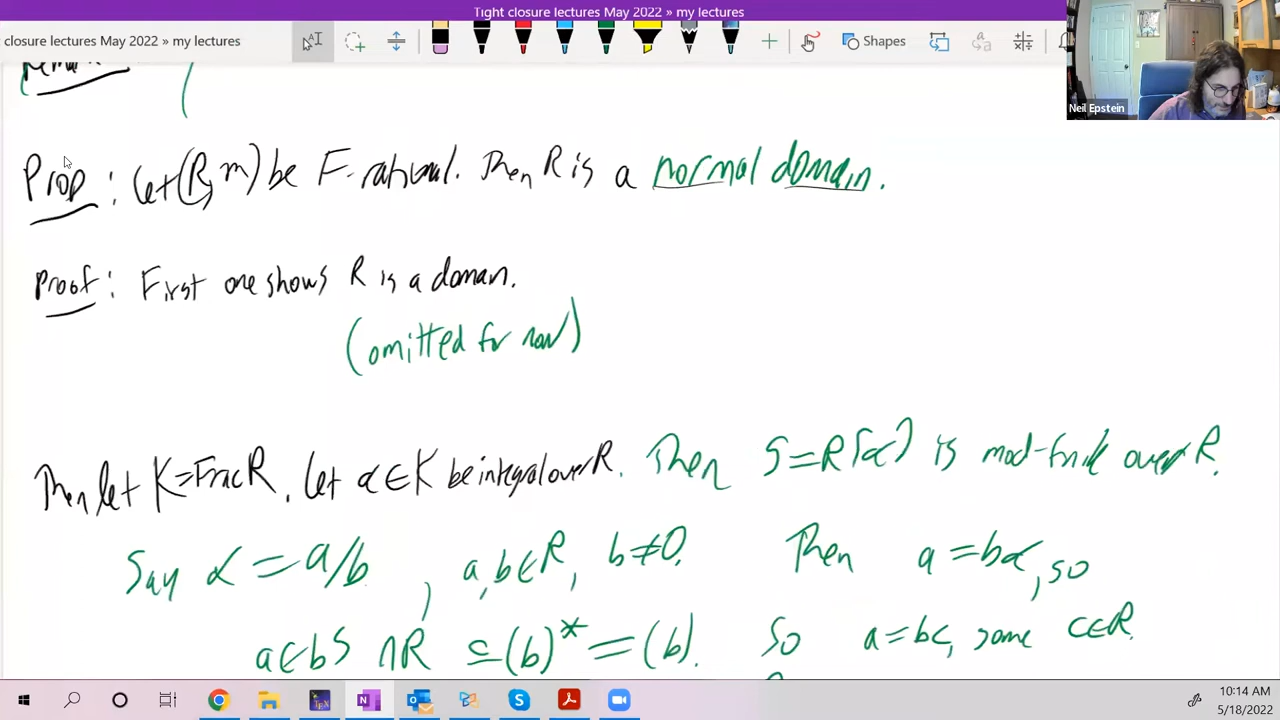 Tight closure lectures May 2022 » my lectures
closure lectures May 2022 » my lectures
Shapes
Neil Epstein
Remark
Prop: Let (R, m) be F-rational. Then R is a normal domain.
Proof: First one shows R is a domain.
(omitted for now)
Then let K = Frac R. Let α ∈ K be integral over R. Then S = R[α] is mod-finite over R.
Say α = a/b, a, b ∈ R, b ≠ 0. Then a = bα, so
a ∈ bS ∩ R ⊆ (b)* = (b). So a = bc, some c ∈ R.
10:14 AM
5/18/2022